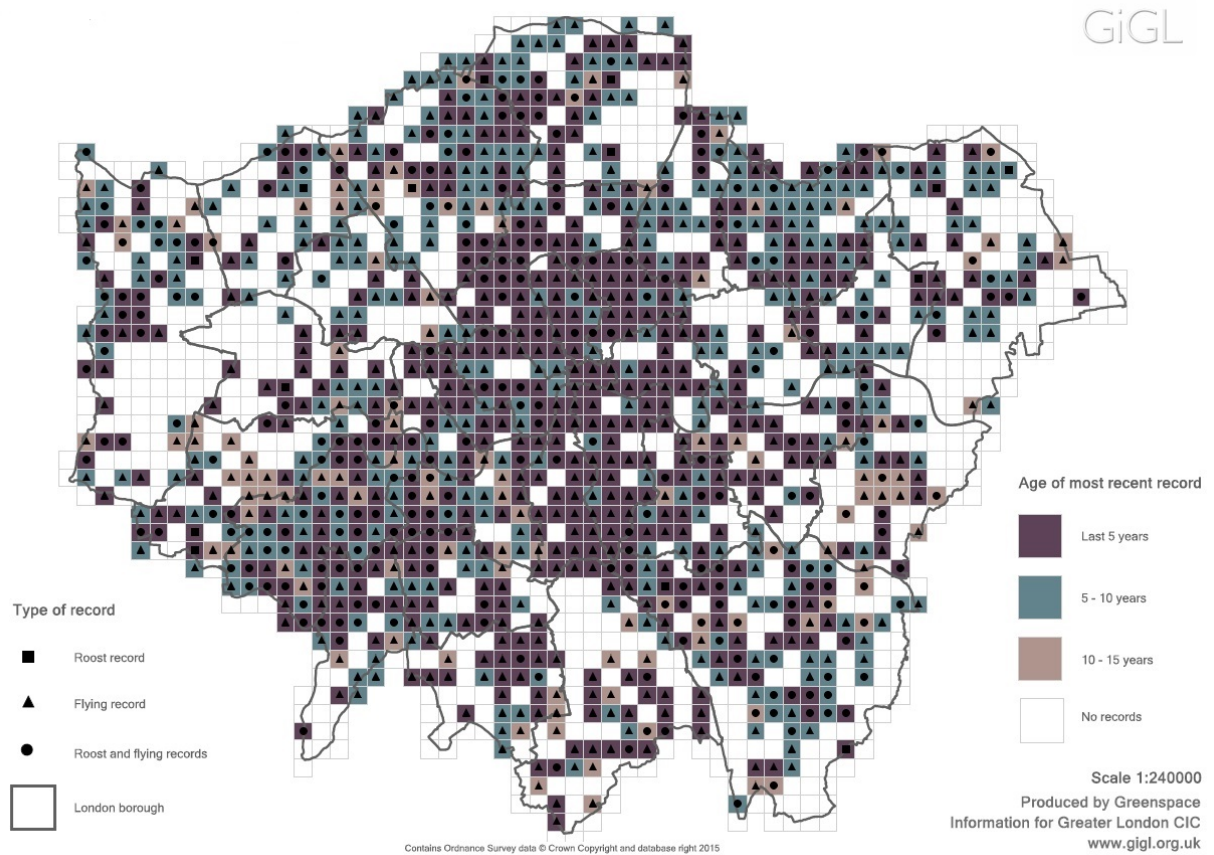 GiGL
Age of most recent record
Last 5 years
5 - 10 years
10 - 15 years
No records
Type of record
Roost record
Flying record
Roost and flying records
London borough
Scale 1:240000
Produced by Greenspace
Information for Greater London CIC
www.gigl.org.uk
Contains Ordnance Survey data © Crown Copyright and database right 2015